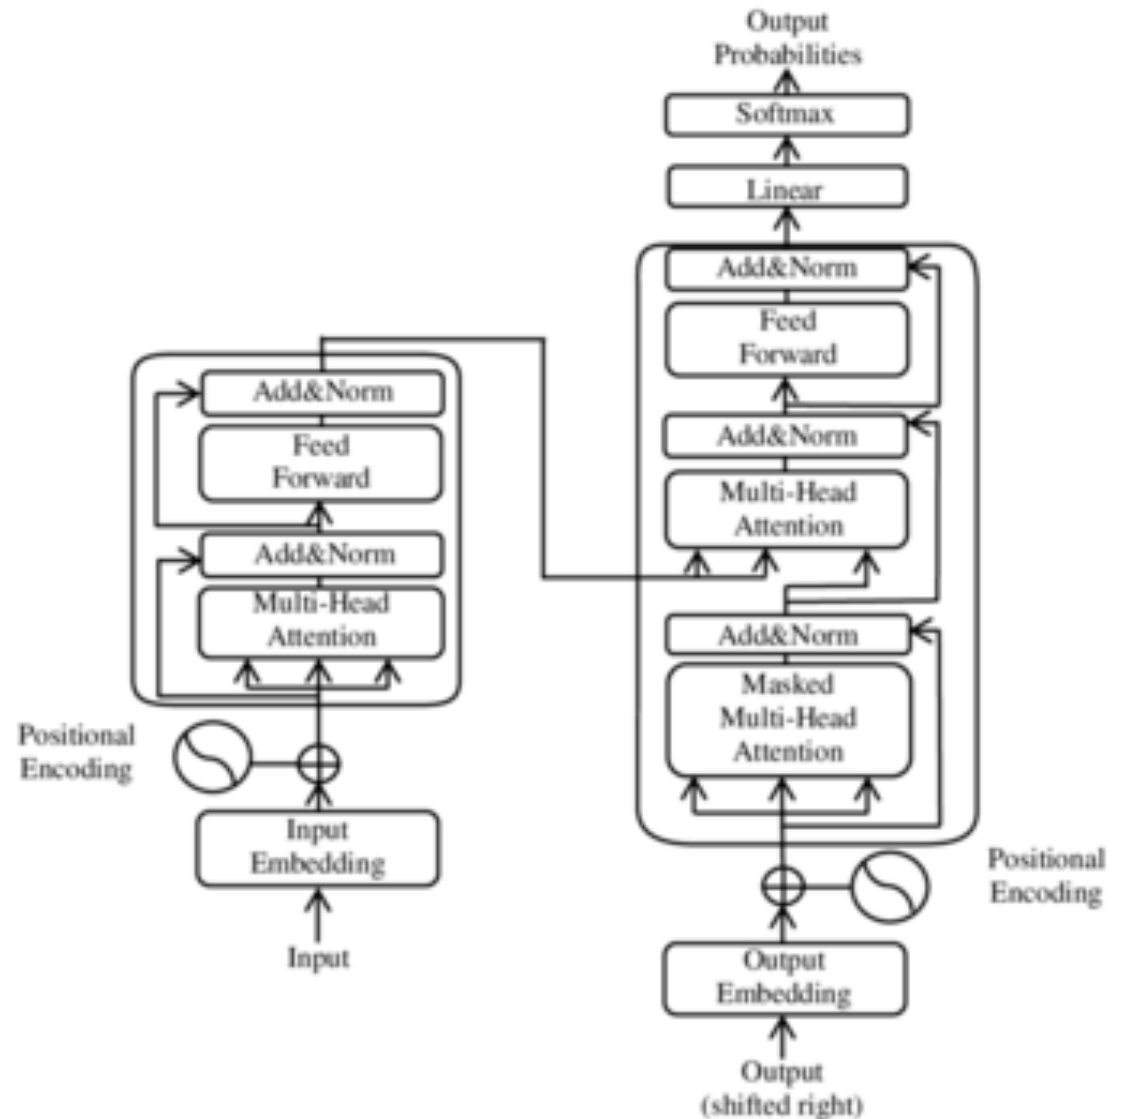 Output
Probabilities
Softmax
Linear
Add&Norm
Feed
Forward
Add&Norm
Multi-Head
Attention
Add&Norm
Masked
Multi-Head
Attention
Positional
Encoding
Output
Embedding
Output
(shifted right)
Add&Norm
Feed
Forward
Add&Norm
Multi-Head
Attention
Positional
Encoding
Input
Embedding
Input